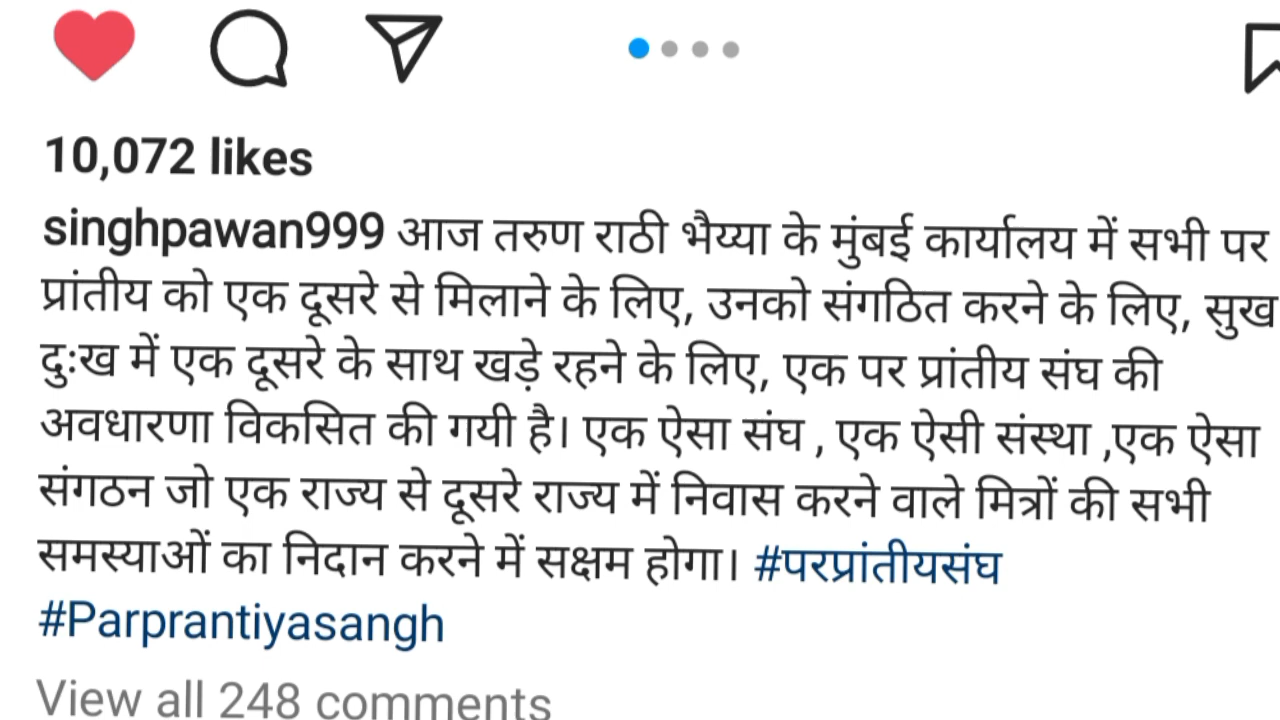 10,072 likes
singhpawan999 आज तरुण राठी भैय्या के मुंबई कार्यालय में सभी पर
प्रांतीय को एक दूसरे से मिलाने के लिए, उनको संगठित करने के लिए, सुख
दुःख में एक दूसरे के साथ खड़े रहने के लिए, एक पर प्रांतीय संघ की
अवधारणा विकसित की गयी है। एक ऐसा संघ , एक ऐसी संस्था ,एक ऐसा
संगठन जो एक राज्य से दूसरे राज्य में निवास करने वाले मित्रों की सभी
समस्याओं का निदान करने में सक्षम होगा। #परप्रांतीयसंघ
#Parprantiyasangh
View all 248 comments